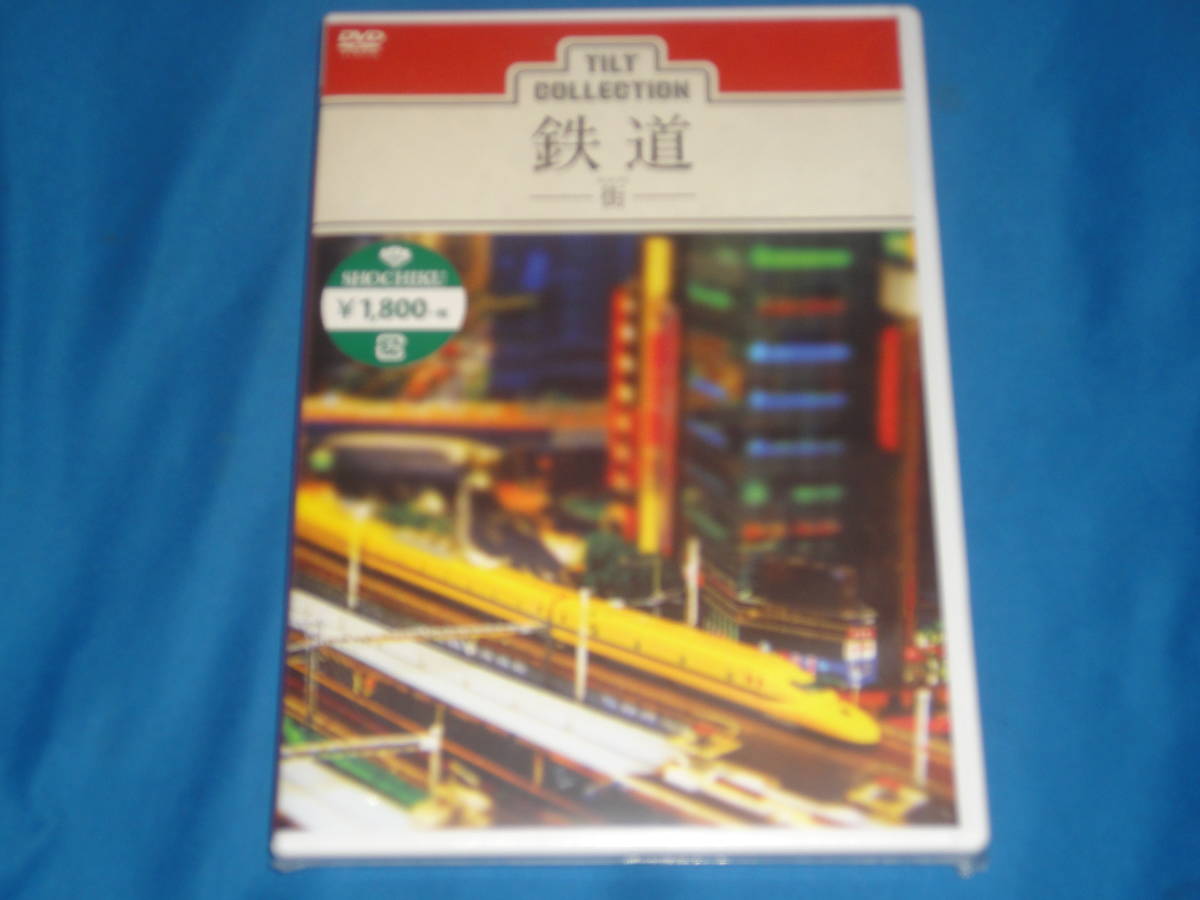 DVD
TILT
COLLECTION
鉄道
街
SHOCHIKU
¥1,800